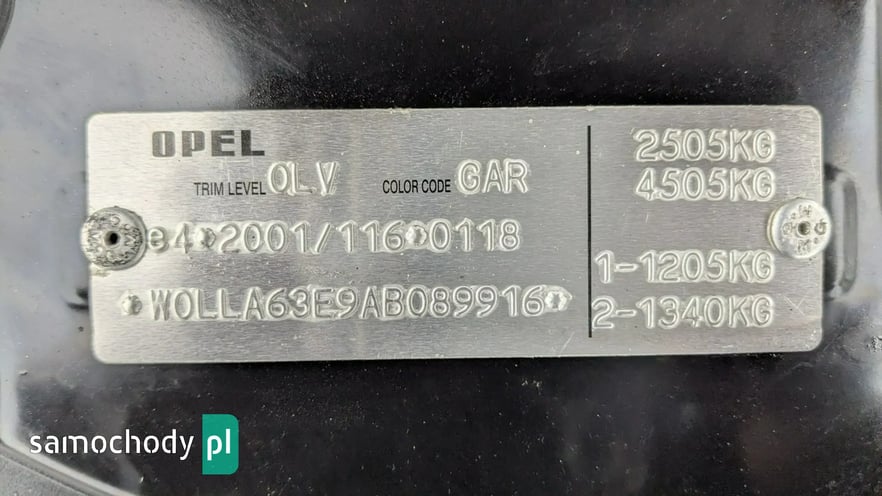 OPEL
TRIM LEVEL QLV COLOR CODE GAR
e4*2001/116*0118
*W0LLA63E9AB089916*
2505KG
4505KG
1-1205KG
2-1340KG
samochody pl